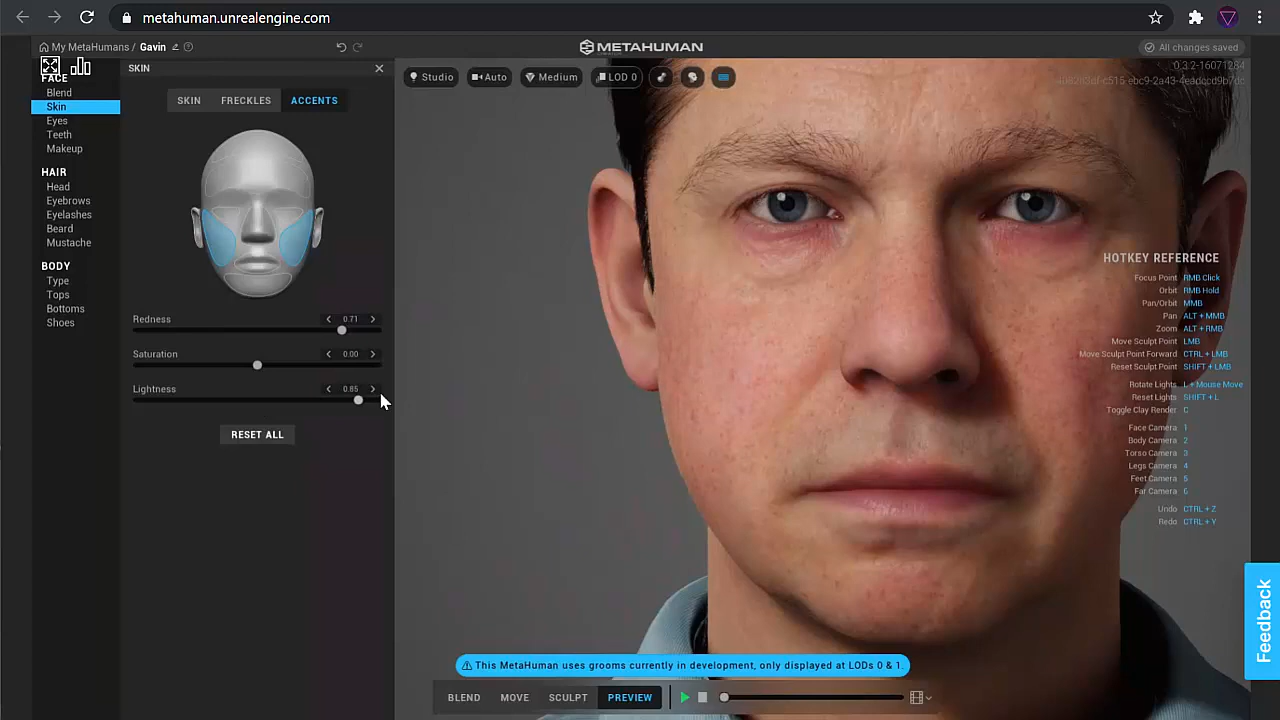 metahuman.unrealengine.com
My MetaHumans / Gavin
METAHUMAN
All changes saved
FACE
Blend
Skin
Eyes
Teeth
Makeup
HAIR
Head
Eyebrows
Eyelashes
Beard
Mustache
BODY
Type
Tops
Bottoms
Shoes
SKIN
SKIN FRECKLES ACCENTS
Redness 0.71
Saturation 0.00
Lightness 0.85
RESET ALL
Studio Auto Medium LOD 0
0.3.2-16071284
HOTKEY REFERENCE
Focus Point RMB Click
Orbit RMB Hold
Pan/Orbit MMB
Pan ALT + MMB
Zoom ALT + RMB
Move Sculpt Point LMB
Move Sculpt Point Forward CTRL + LMB
Reset Sculpt Point SHIFT + LMB
Rotate Lights L + Mouse Move
Reset Lights SHIFT + L
Toggle Clay Render C
Face Camera 1
Body Camera 2
Torso Camera 3
Legs Camera 4
Feet Camera 5
Far Camera 6
Undo CTRL + Z
Redo CTRL + Y
Feedback
This MetaHuman uses grooms currently in development, only displayed at LODs 0 & 1.
BLEND MOVE SCULPT PREVIEW